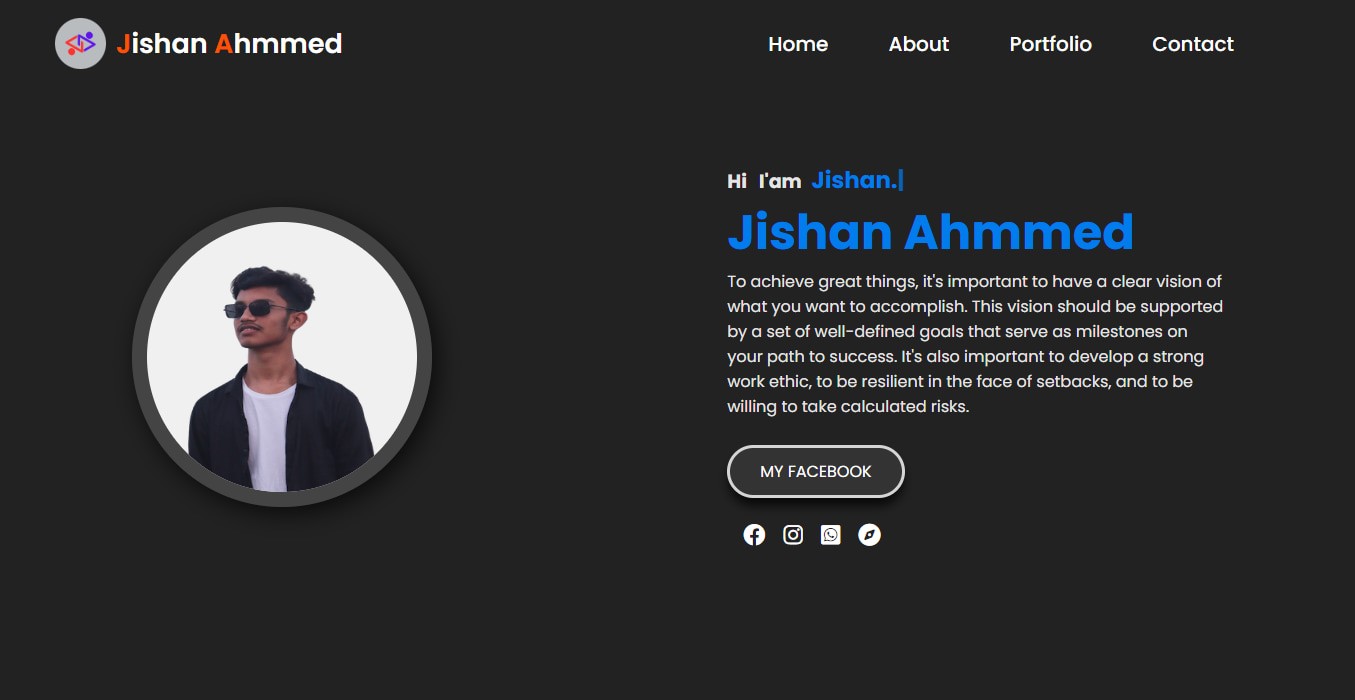 Jishan Ahmmed
Home About Portfolio Contact
Hi I'am Jishan.|
Jishan Ahmmed
To achieve great things, it's important to have a clear vision of
what you want to accomplish. This vision should be supported
by a set of well-defined goals that serve as milestones on
your path to success. It's also important to develop a strong
work ethic, to be resilient in the face of setbacks, and to be
willing to take calculated risks.
MY FACEBOOK